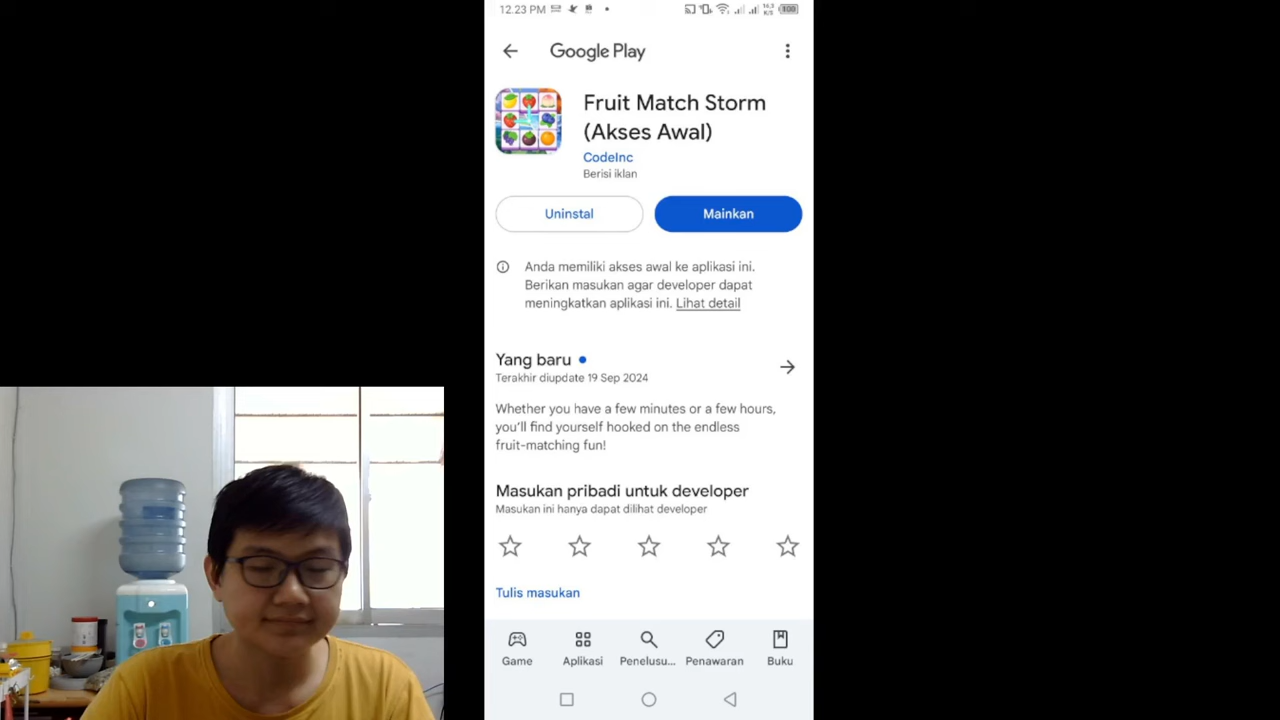 12.23 PM
16,3
K/S
100
Google Play
Fruit Match Storm
(Akses Awal)
CodeInc
Berisi iklan
Uninstal
Mainkan
Anda memiliki akses awal ke aplikasi ini.
Berikan masukan agar developer dapat
meningkatkan aplikasi ini. Lihat detail
Yang baru
Terakhir diupdate 19 Sep 2024
Whether you have a few minutes or a few hours,
you'll find yourself hooked on the endless
fruit-matching fun!
Masukan pribadi untuk developer
Masukan ini hanya dapat dilihat developer
Tulis masukan
Game
Aplikasi
Penelusu...
Penawaran
Buku